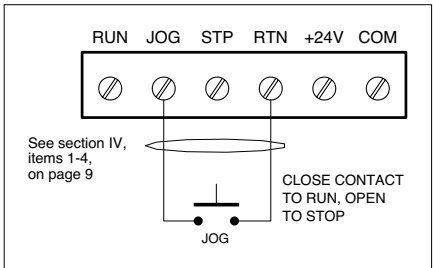 RUN JOG STP RTN +24V COM
See section IV,
items 1-4,
on page 9
CLOSE CONTACT
TO RUN, OPEN
TO STOP
JOG